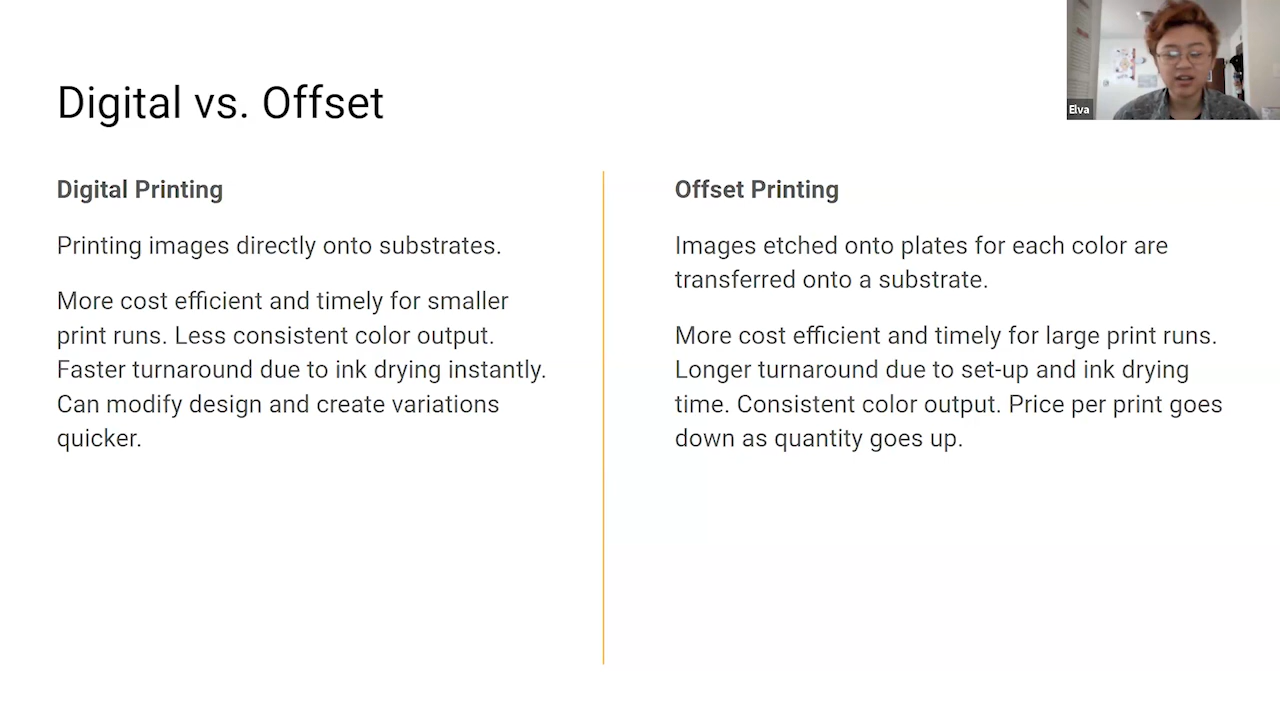 Digital vs. Offset
Elva
Digital Printing
Printing images directly onto substrates.
More cost efficient and timely for smaller
print runs. Less consistent color output.
Faster turnaround due to ink drying instantly.
Can modify design and create variations
quicker.
Offset Printing
Images etched onto plates for each color are
transferred onto a substrate.
More cost efficient and timely for large print runs.
Longer turnaround due to set-up and ink drying
time. Consistent color output. Price per print goes
down as quantity goes up.